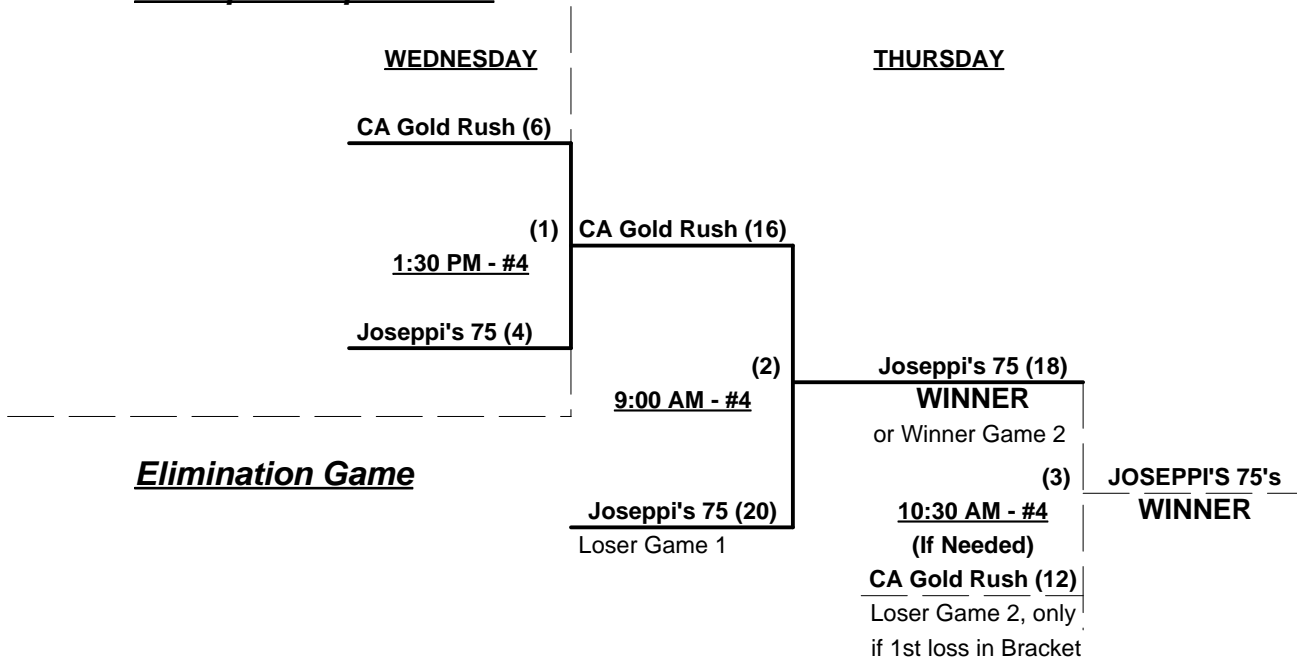 WEDNESDAY
THURSDAY
CA Gold Rush (6)
(1)
CA Gold Rush (16)
1:30 PM - #4
Joseppi's 75 (4)
(2)
Joseppi's 75 (18)
9:00 AM - #4
WINNER
or Winner Game 2
Elimination Game
(3)
JOSEPPI'S 75's
Joseppi's 75 (20)
10:30 AM - #4
WINNER
Loser Game 1
(If Needed)
CA Gold Rush (12)
Loser Game 2, only
if 1st loss in Bracket